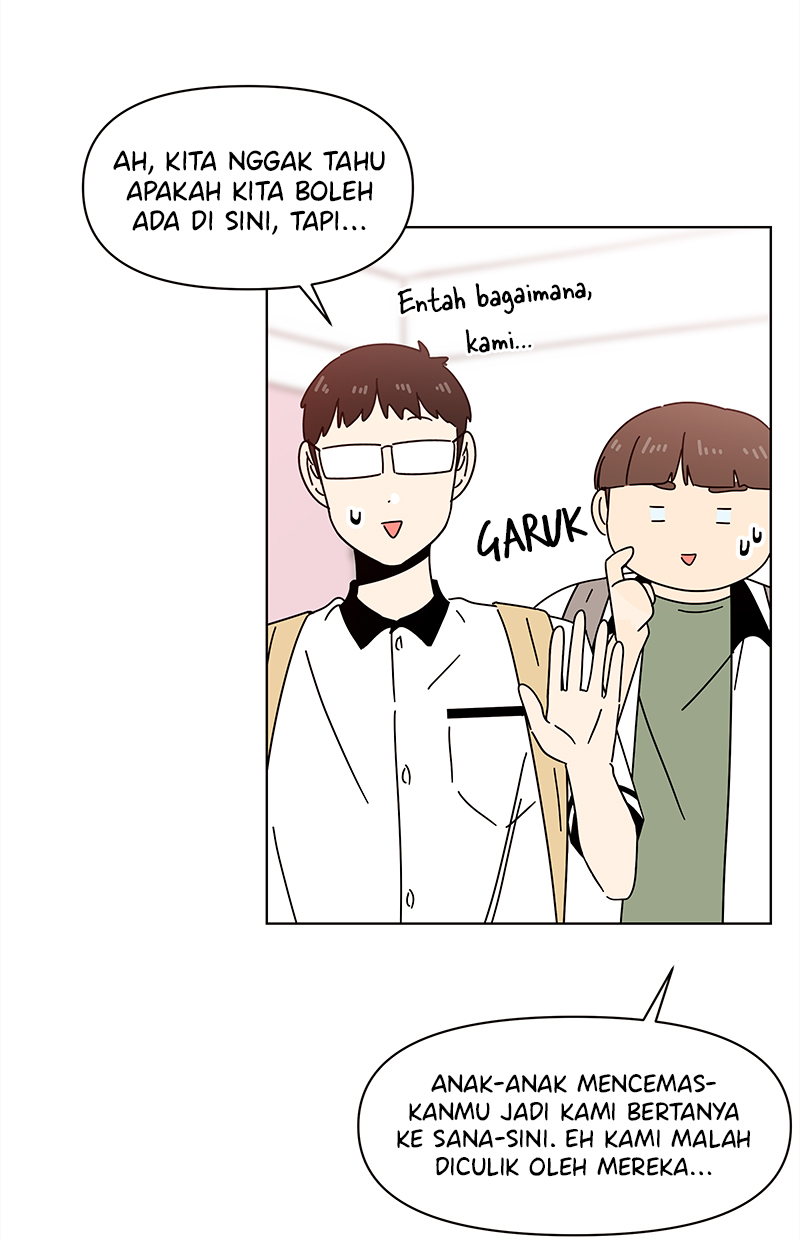 AH, KITA NGGAK TAHU
APAKAH KITA BOLEH
ADA DI SINI, TAPI...
Entah bagaimana,
kami...
GARUK
ANAK-ANAK MENCEMAS-
KANMU JADI KAMI BERTANYA
KE SANA-SINI. EH KAMI MALAH
DICULIK OLEH MEREKA...